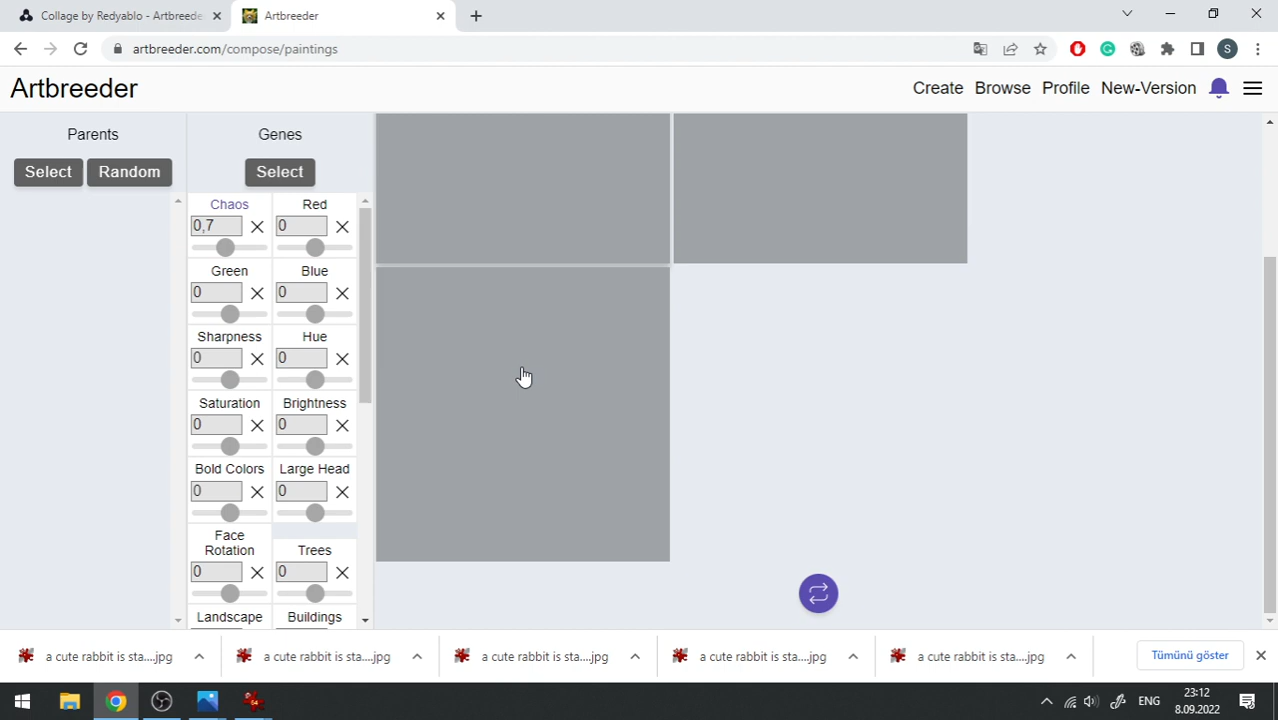 Collage by Redyablo - Artbreede
Artbreeder
artbreeder.com/compose/paintings
S
Artbreeder
Create
Browse
Profile
New-Version
Parents
Genes
Select
Random
Select
Chaos
Red
0,7
0
Green
Blue
0
0
Sharpness
Hue
0
0
Saturation
Brightness
0
0
Bold Colors
Large Head
0
0
Face
Rotation
Trees
0
0
Landscape
Buildings
a cute rabbit is sta....jpg
a cute rabbit is sta....jpg
a cute rabbit is sta....jpg
a cute rabbit is sta....jpg
a cute rabbit is sta....jpg
Tümünü göster
64
ENG
23:12
8.09.2022